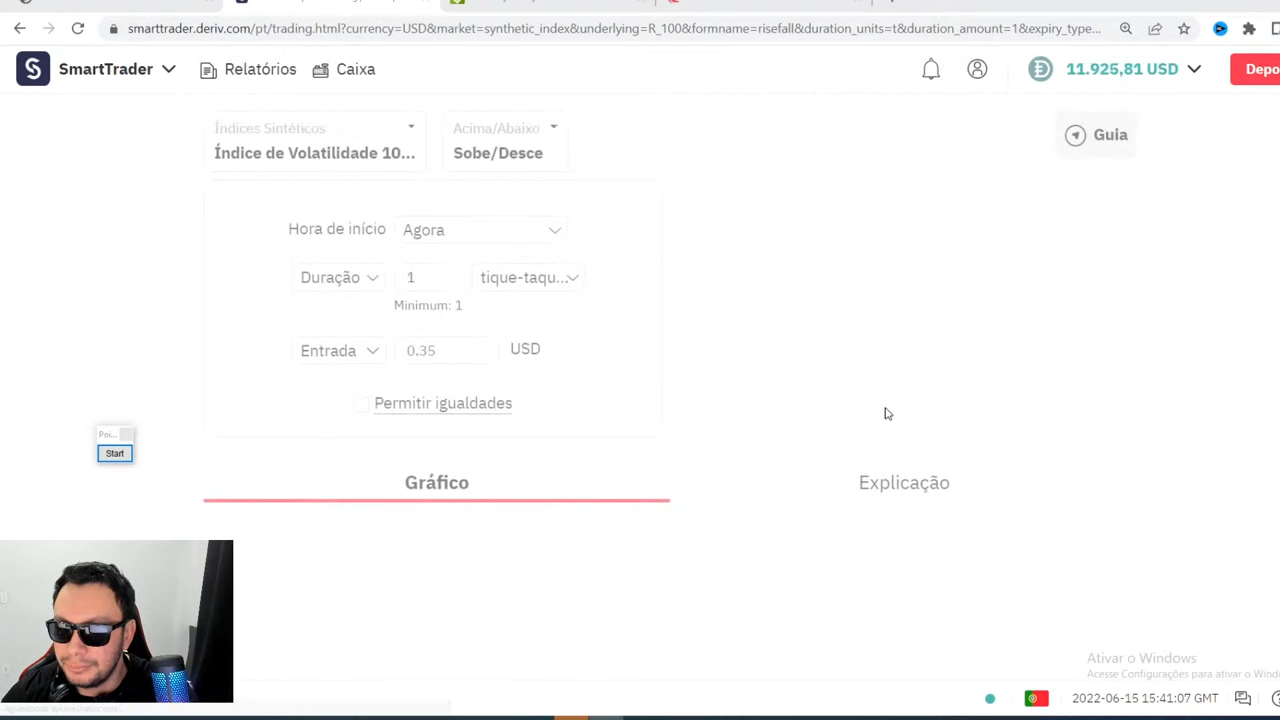 smarttrader.deriv.com/pt/trading.html?currency=USD&market=synthetic_index&underlying=R_100&formname=risefall&duration_units=t&duration_amount=1&expiry_type...
SmartTrader
Relatórios
Caixa
11.925,81 USD
Depo
Índices Sintéticos
Acima/Abaixo
Índice de Volatilidade 10...
Sobe/Desce
Guia
Hora de início
Agora
Duração
1
tique-taqu...
Minimum: 1
Entrada
0.35
USD
Permitir igualdades
Poi...
Start
Gráfico
Explicação
Ativar o Windows
Acesse Configurações para ativar o Wind
2022-06-15 15:41:07 GMT